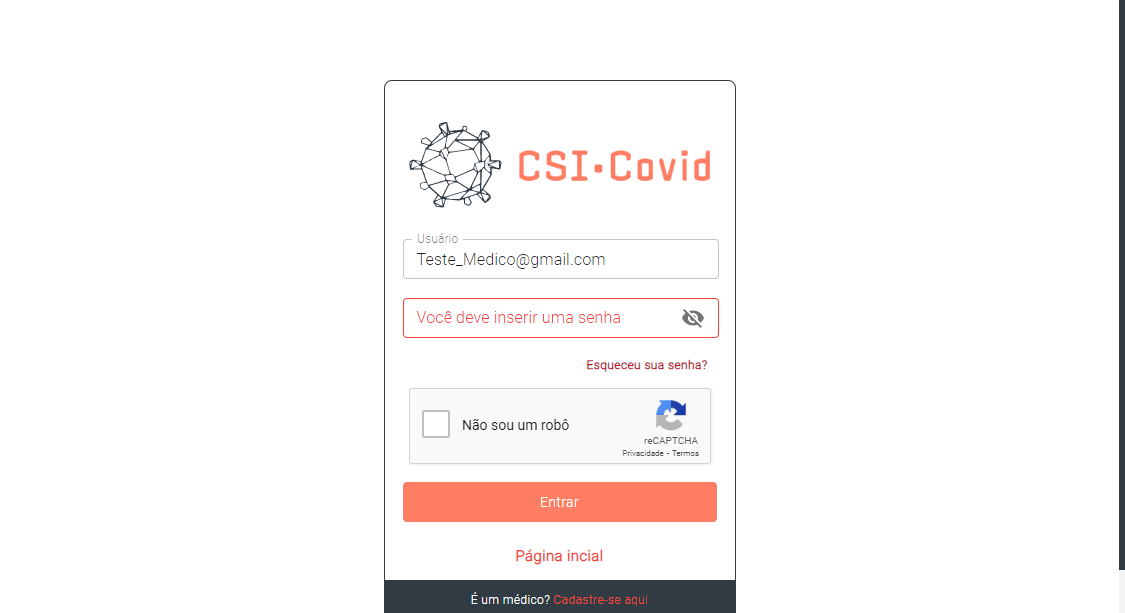 CSI·Covid
Usuário
Teste_Medico@gmail.com
Você deve inserir uma senha
Esqueceu sua senha?
Não sou um robô
reCAPTCHA
Privacidade - Termos
Entrar
Página incial
É um médico? Cadastre-se aqui